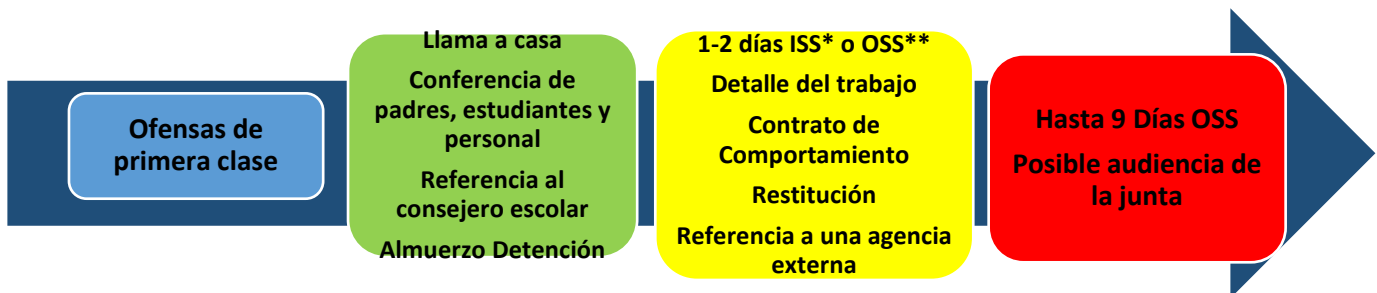 Ofensas de
primera clase
Llama a casa
Conferencia de
padres, estudiantes y
personal
Referencia al
consejero escolar
Almuerzo Detención
1-2 días ISS* o OSS**
Detalle del trabajo
Contrato de
Comportamiento
Restitución
Referencia a una agencia
externa
Hasta 9 Días OSS
Posible audiencia de
la junta